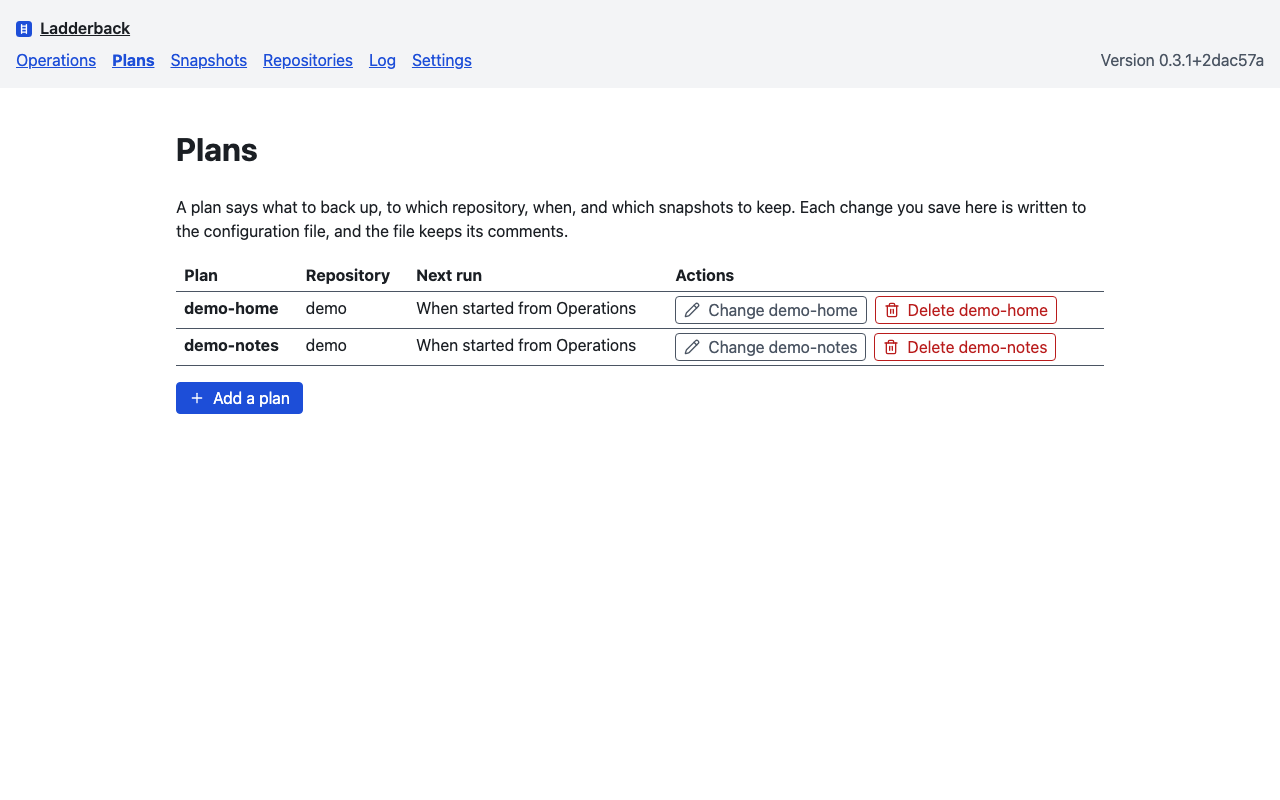 Ladderback
Operations Plans Snapshots Repositories Log Settings Version 0.3.1+2dac57a
Plans
A plan says what to back up, to which repository, when, and which snapshots to keep. Each change you save here is written to
the configuration file, and the file keeps its comments.
Plan Repository Next run Actions
demo-home demo When started from Operations Change demo-home Delete demo-home
demo-notes demo When started from Operations Change demo-notes Delete demo-notes
Add a plan